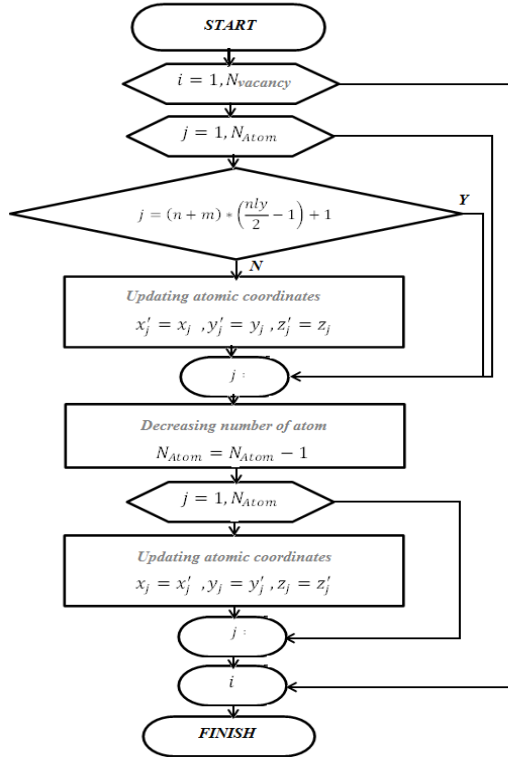 START
i = 1, N_vacancy
j = 1, N_Atom
j = (n + m) * (nly/2 − 1) + 1
Y
N
Updating atomic coordinates
x′_j = x_j , y′_j = y_j , z′_j = z_j
j :
Decreasing number of atom
N_Atom = N_Atom − 1
j = 1, N_Atom
Updating atomic coordinates
x_j = x′_j , y_j = y′_j , z_j = z′_j
j :
i
FINISH